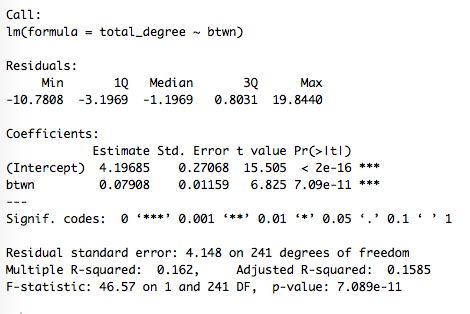 Call:
lm(formula = total_degree ~ btwn)
Residuals:
Min 1Q Median 3Q Max
-10.7808 -3.1969 -1.1969 0.8031 19.8440
Coefficients:
Estimate Std. Error t value Pr(>|t|)
(Intercept) 4.19685 0.27068 15.505 < 2e-16 ***
btwn 0.07908 0.01159 6.825 7.09e-11 ***
---
Signif. codes: 0 ‘***’ 0.001 ‘**’ 0.01 ‘*’ 0.05 ‘.’ 0.1 ‘ ’ 1
Residual standard error: 4.148 on 241 degrees of freedom
Multiple R-squared: 0.162, Adjusted R-squared: 0.1585
F-statistic: 46.57 on 1 and 241 DF, p-value: 7.089e-11